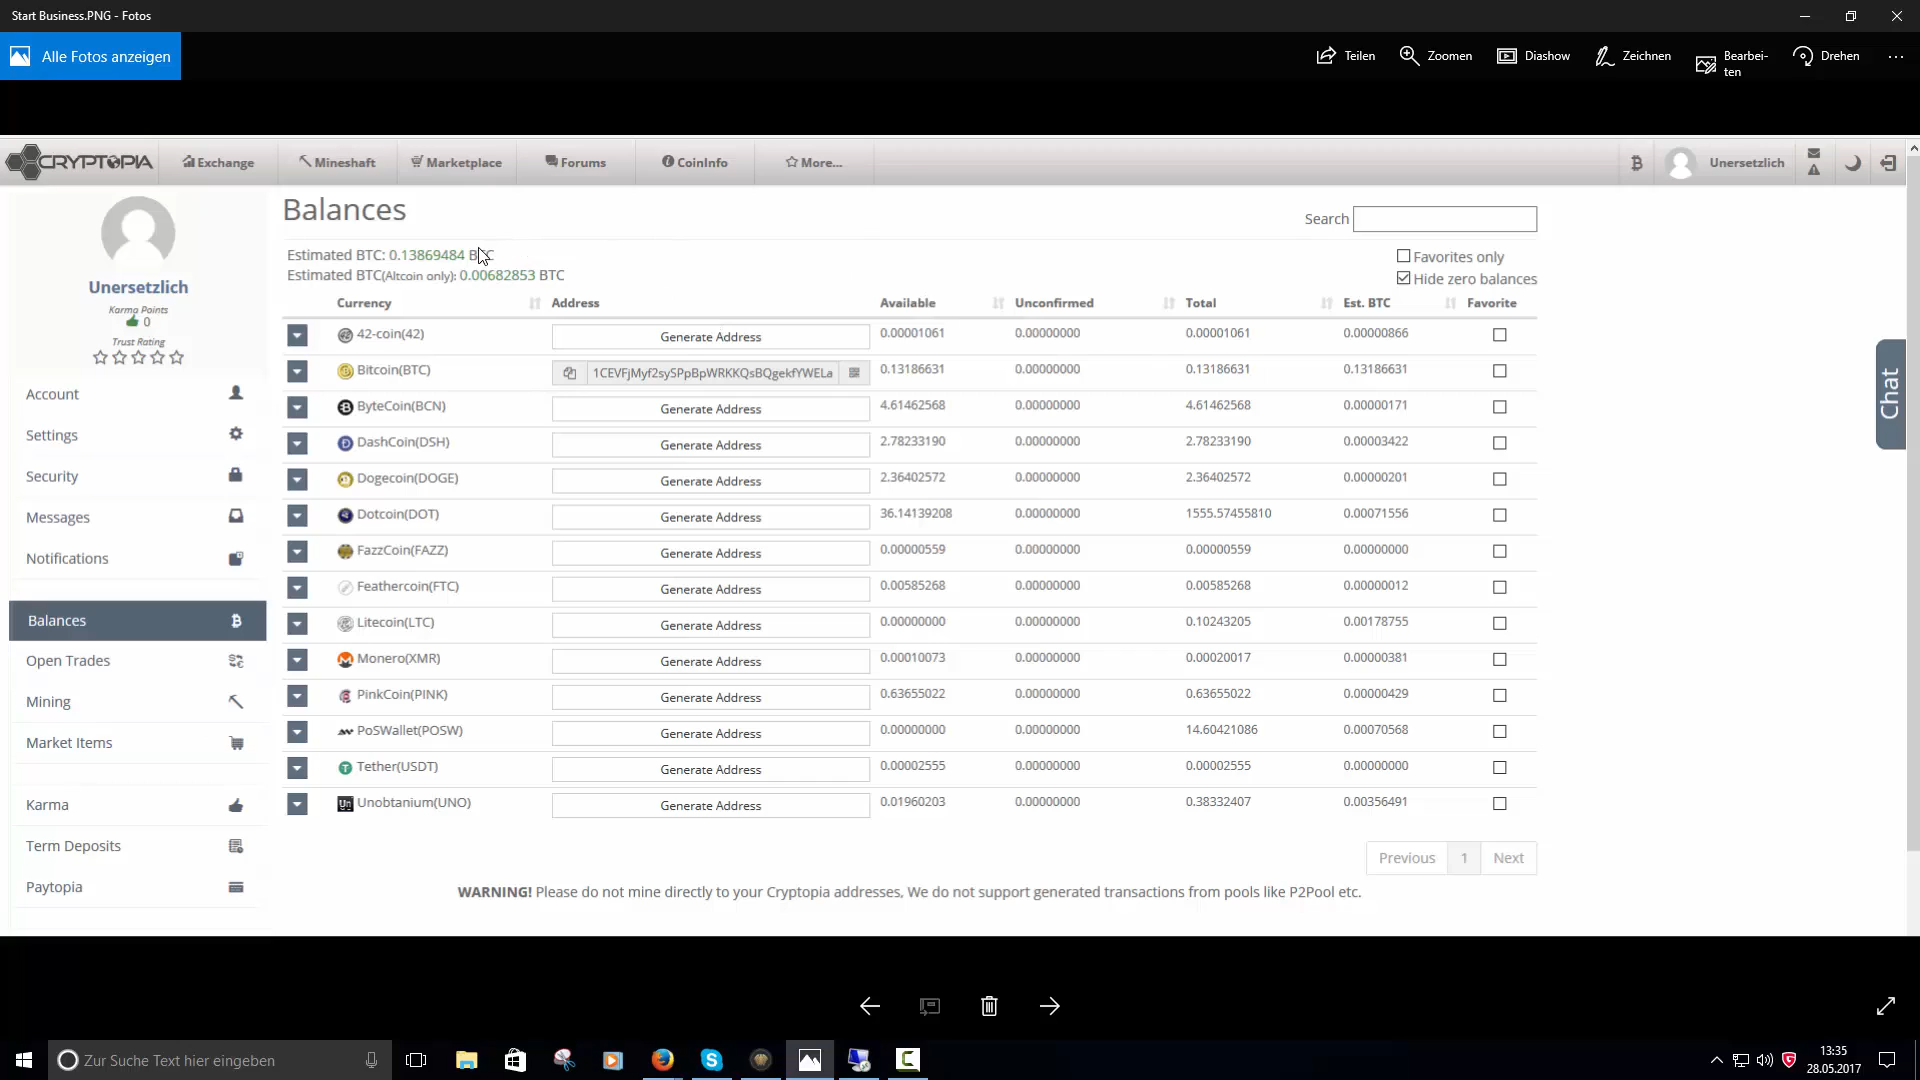 Start Business.PNG - Fotos
Alle Fotos anzeigen
Teilen
Zoomen
Diashow
Zeichnen
Bearbei-
ten
Drehen
CRYPTOPIA
Exchange
Mineshaft
Marketplace
Forums
CoinInfo
More...
Unersetzlich
Unersetzlich
Karma Points
0
Trust Rating
Account
Settings
Security
Messages
Notifications
Balances
Open Trades
Mining
Market Items
Karma
Term Deposits
Paytopia
Balances
Search
Estimated BTC: 0.13869484 BTC
Estimated BTC(Altcoin only): 0.00682853 BTC
Favorites only
Hide zero balances
Currency Address Available Unconfirmed Total Est. BTC Favorite
42-coin(42) Generate Address 0.00001061 0.00000000 0.00001061 0.00000866
Bitcoin(BTC) 1CEVFjMyf2sySPpBpWRKKQsBQgekfYWELa 0.13186631 0.00000000 0.13186631 0.13186631
ByteCoin(BCN) Generate Address 4.61462568 0.00000000 4.61462568 0.00000171
DashCoin(DSH) Generate Address 2.78233190 0.00000000 2.78233190 0.00003422
Dogecoin(DOGE) Generate Address 2.36402572 0.00000000 2.36402572 0.00000201
Dotcoin(DOT) Generate Address 36.14139208 0.00000000 1555.57455810 0.00071556
FazzCoin(FAZZ) Generate Address 0.00000559 0.00000000 0.00000559 0.00000000
Feathercoin(FTC) Generate Address 0.00585268 0.00000000 0.00585268 0.00000012
Litecoin(LTC) Generate Address 0.00000000 0.00000000 0.10243205 0.00178755
Monero(XMR) Generate Address 0.00010073 0.00000000 0.00020017 0.00000381
PinkCoin(PINK) Generate Address 0.63655022 0.00000000 0.63655022 0.00000429
PoSWallet(POSW) Generate Address 0.00000000 0.00000000 14.60421086 0.00070568
Tether(USDT) Generate Address 0.00002555 0.00000000 0.00002555 0.00000000
Unobtanium(UNO) Generate Address 0.01960203 0.00000000 0.38332407 0.00356491
Previous 1 Next
WARNING! Please do not mine directly to your Cryptopia addresses, We do not support generated transactions from pools like P2Pool etc.
Chat
Zur Suche Text hier eingeben
13:35
28.05.2017